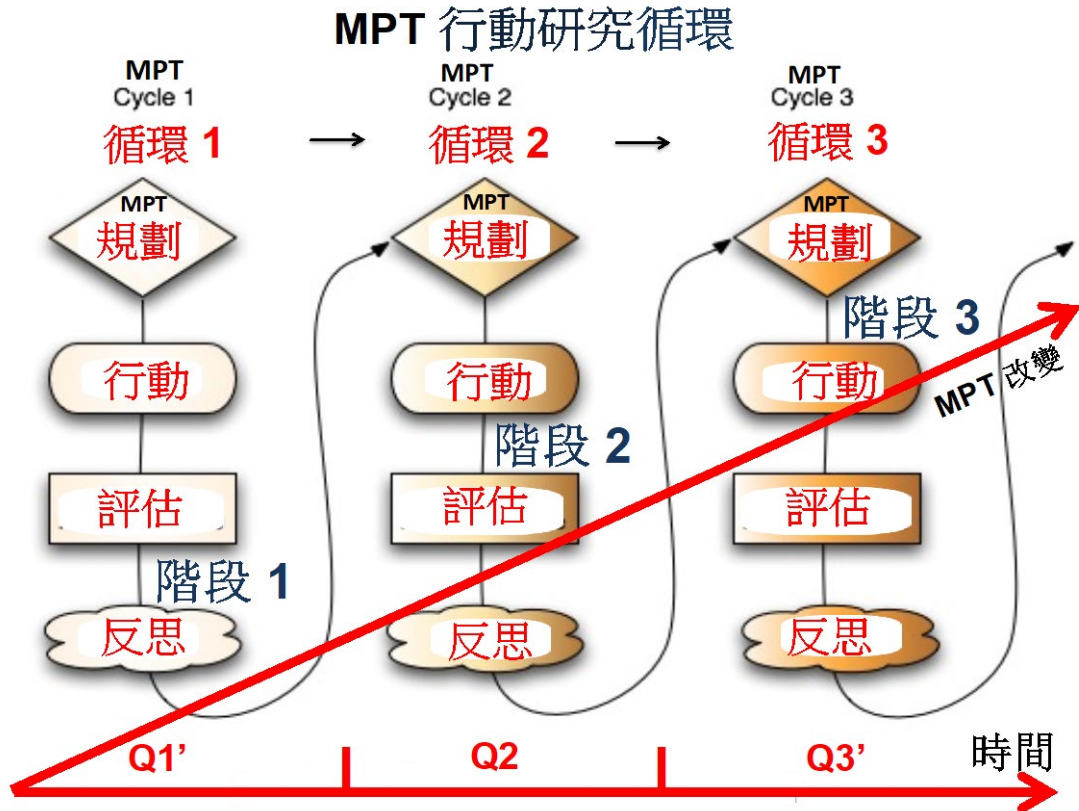 MPT 行動研究循環
MPT
Cycle 1
循環 1
MPT
Cycle 2
循環 2
MPT
Cycle 3
循環 3
MPT
規劃
MPT
規劃
MPT
規劃
階段 3
行動
行動
行動
MPT 改變
階段 2
評估
評估
評估
階段 1
反思
反思
反思
Q1’
Q2
Q3’
時間